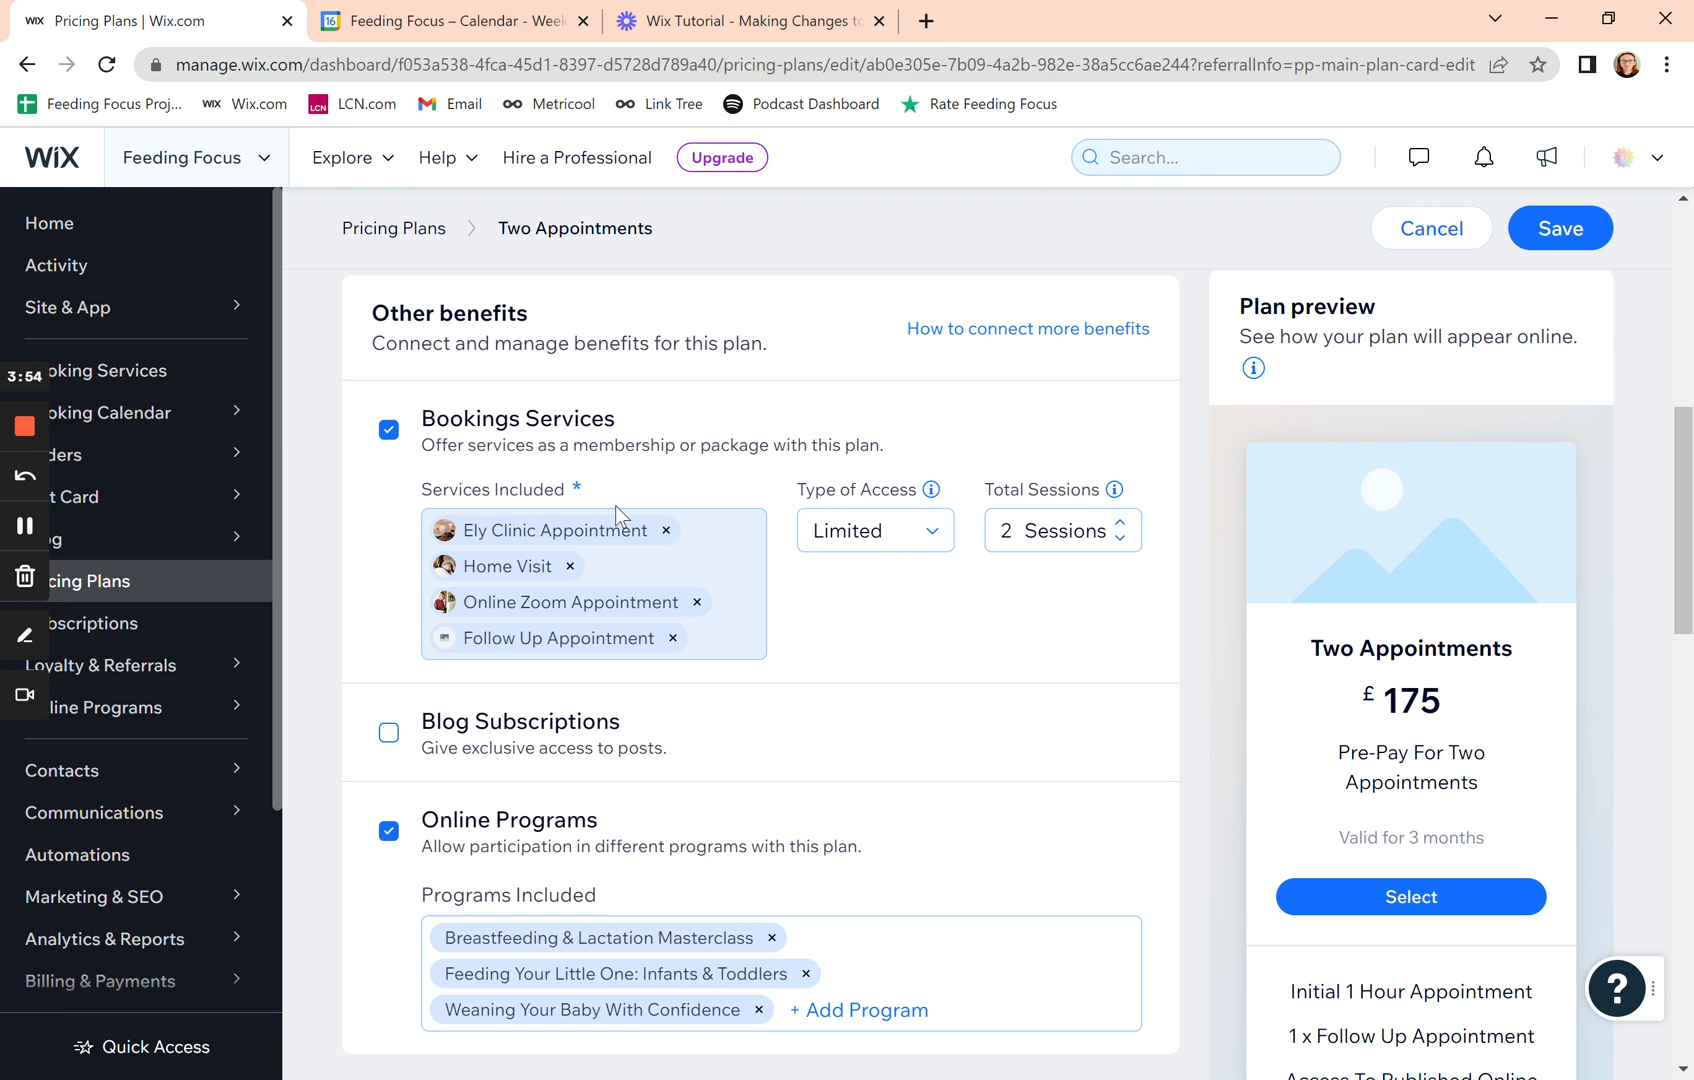 WIX Pricing Plans | Wix.com
16 Feeding Focus – Calendar - Week
Wix Tutorial - Making Changes to
manage.wix.com/dashboard/f053a538-4fca-45d1-8397-d5728d789a40/pricing-plans/edit/ab0e305e-7b09-4a2b-982e-38a5cc6ae244?referralInfo=pp-main-plan-card-edit
Feeding Focus Proj...
WIX Wix.com
LCN LCN.com
Email
Metricool
Link Tree
Podcast Dashboard
Rate Feeding Focus
WIX
Feeding Focus
Explore
Help
Hire a Professional
Upgrade
Search...
Home
Activity
Site & App
3:54
oking Services
oking Calendar
ders
t Card
g
cing Plans
bscriptions
Loyalty & Referrals
line Programs
Contacts
Communications
Automations
Marketing & SEO
Analytics & Reports
Billing & Payments
Quick Access
Pricing Plans
Two Appointments
Cancel
Save
Other benefits
Connect and manage benefits for this plan.
How to connect more benefits
Bookings Services
Offer services as a membership or package with this plan.
Services Included *
Type of Access
Total Sessions
Ely Clinic Appointment ×
Home Visit ×
Online Zoom Appointment ×
Follow Up Appointment ×
Limited
2 Sessions
Blog Subscriptions
Give exclusive access to posts.
Online Programs
Allow participation in different programs with this plan.
Programs Included
Breastfeeding & Lactation Masterclass ×
Feeding Your Little One: Infants & Toddlers ×
Weaning Your Baby With Confidence ×
+ Add Program
Plan preview
See how your plan will appear online.
i
Two Appointments
£ 175
Pre-Pay For Two
Appointments
Valid for 3 months
Select
Initial 1 Hour Appointment
1 x Follow Up Appointment
Access To Published Online
?